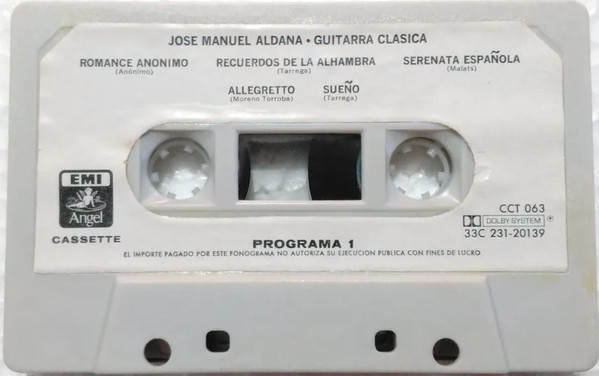 JOSE MANUEL ALDANA • GUITARRA CLASICA
ROMANCE ANONIMO RECUERDOS DE LA ALHAMBRA SERENATA ESPAÑOLA
(Anónimo) (Tarrega) (Malats)
ALLEGRETTO SUEÑO
(Moreno Torroba) (Tarrega)
EMI
Angel
CASSETTE
CCT 063
DOLBY SYSTEM
33C 231-20139
PROGRAMA 1
EL IMPORTE PAGADO POR ESTE FONOGRAMA NO AUTORIZA SU EJECUCION PUBLICA CON FINES DE LUCRO